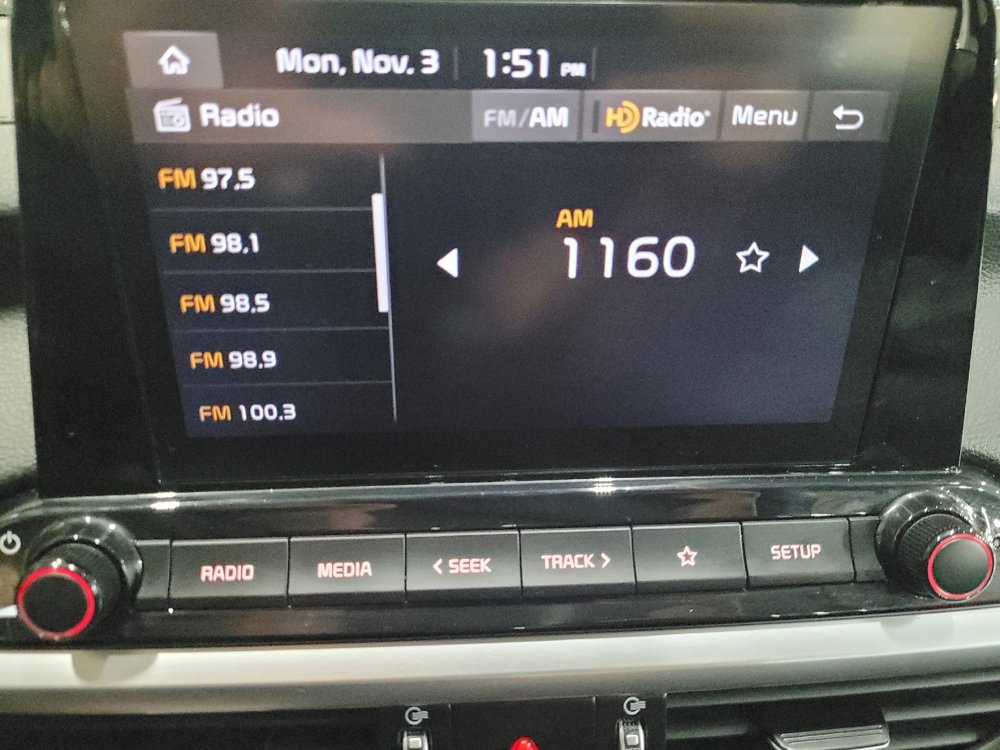 Mon, Nov. 3 1:51 PM
Radio FM/AM HD Radio® Menu
FM 97.5
FM 98.1
FM 98.5
FM 98.9
FM 100.3
AM
1160
RADIO MEDIA < SEEK TRACK > SETUP